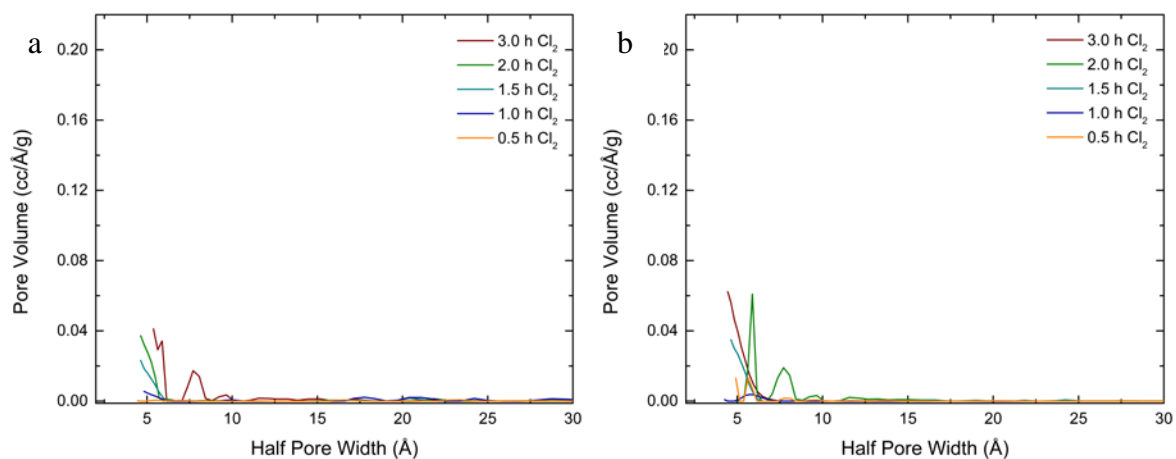 a
0.20
0.16
0.12
0.08
0.04
0.00
Pore Volume (cc/Å/g)
3.0 h Cl₂
2.0 h Cl₂
1.5 h Cl₂
1.0 h Cl₂
0.5 h Cl₂
5 10 15 20 25 30
Half Pore Width (Å)
b
20
0.16
0.12
0.08
0.04
0.00
Pore Volume (cc/Å/g)
3.0 h Cl₂
2.0 h Cl₂
1.5 h Cl₂
1.0 h Cl₂
0.5 h Cl₂
5 10 15 20 25 30
Half Pore Width (Å)